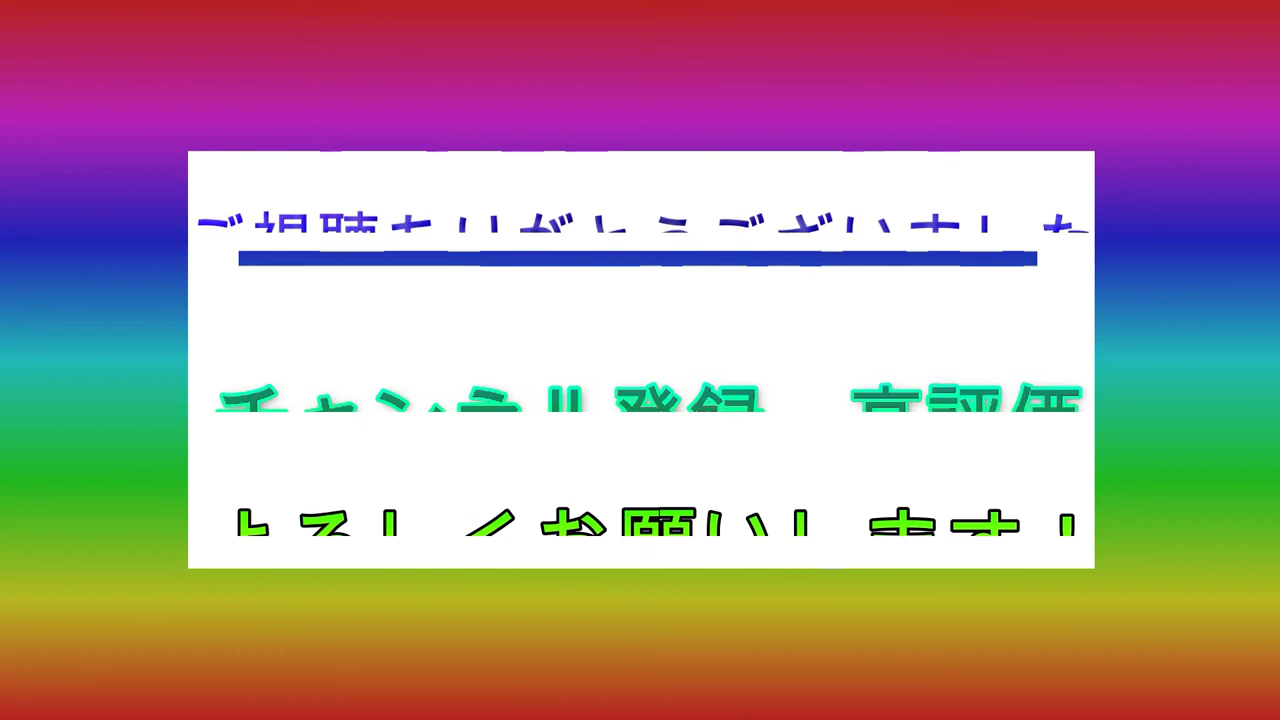 ご視聴ありがとうございました
チャンネル登録 高評価
よろしくお願いします！